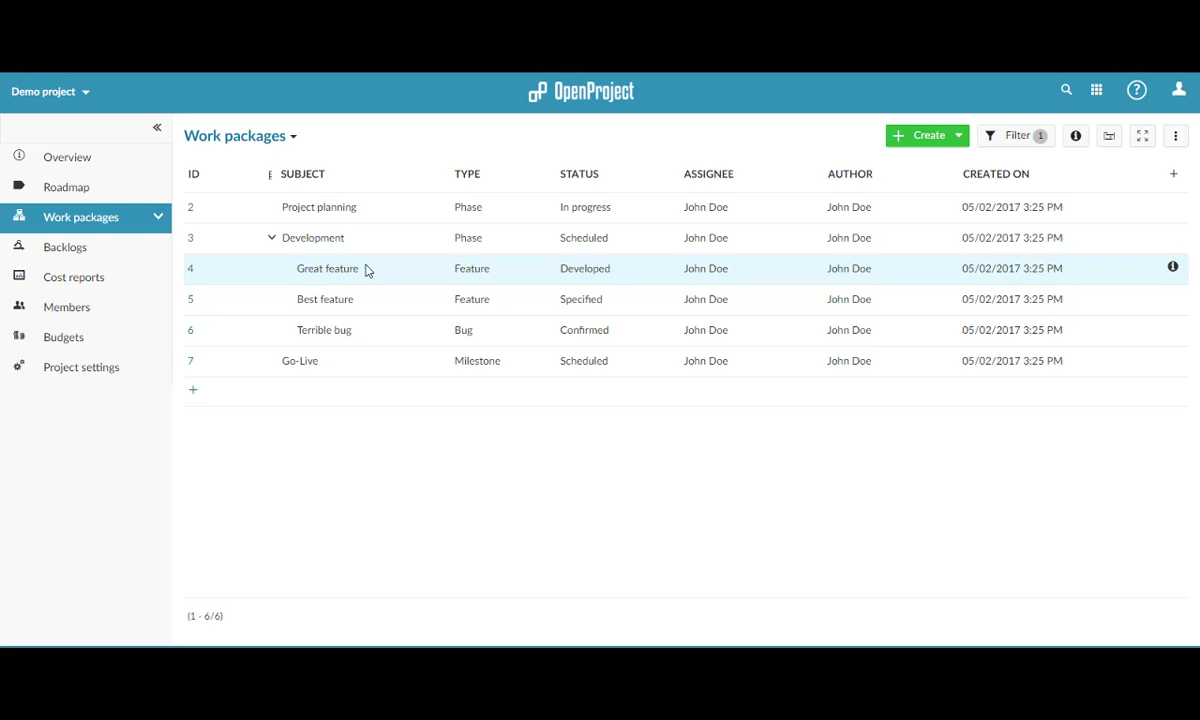 Demo project
OpenProject
?
Overview
Roadmap
Work packages
Backlogs
Cost reports
Members
Budgets
Project settings
Work packages
+ Create
Filter 1
ID SUBJECT TYPE STATUS ASSIGNEE AUTHOR CREATED ON +
2 Project planning Phase In progress John Doe John Doe 05/02/2017 3:25 PM
3 Development Phase Scheduled John Doe John Doe 05/02/2017 3:25 PM
4 Great feature Feature Developed John Doe John Doe 05/02/2017 3:25 PM
5 Best feature Feature Specified John Doe John Doe 05/02/2017 3:25 PM
6 Terrible bug Bug Confirmed John Doe John Doe 05/02/2017 3:25 PM
7 Go-Live Milestone Scheduled John Doe John Doe 05/02/2017 3:25 PM
+
(1 - 6/6)